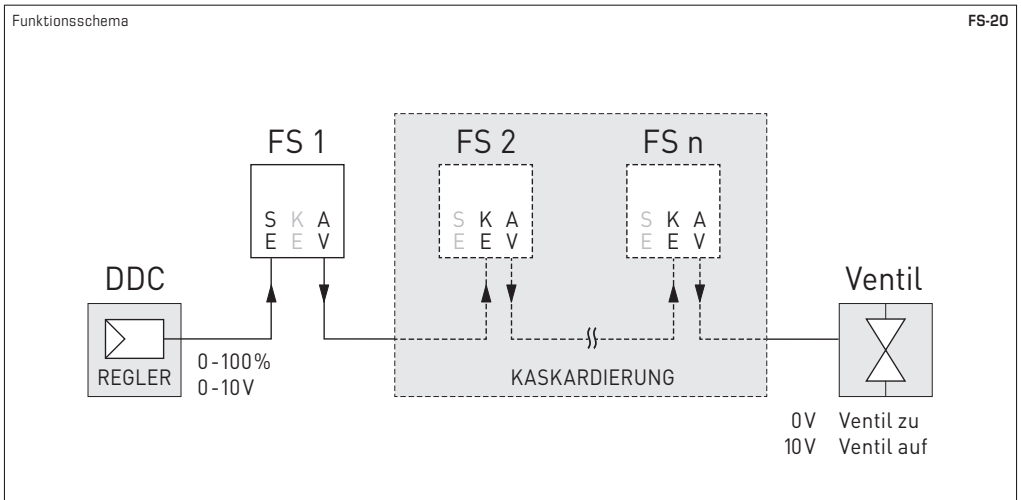 Funktionsschema
FS-20
FS 1
FS 2
FS n
S K A
E E V
S K A
E E V
S K A
E E V
DDC
REGLER
0-100%
0-10V
KASKARDIERUNG
Ventil
0V Ventil zu
10V Ventil auf